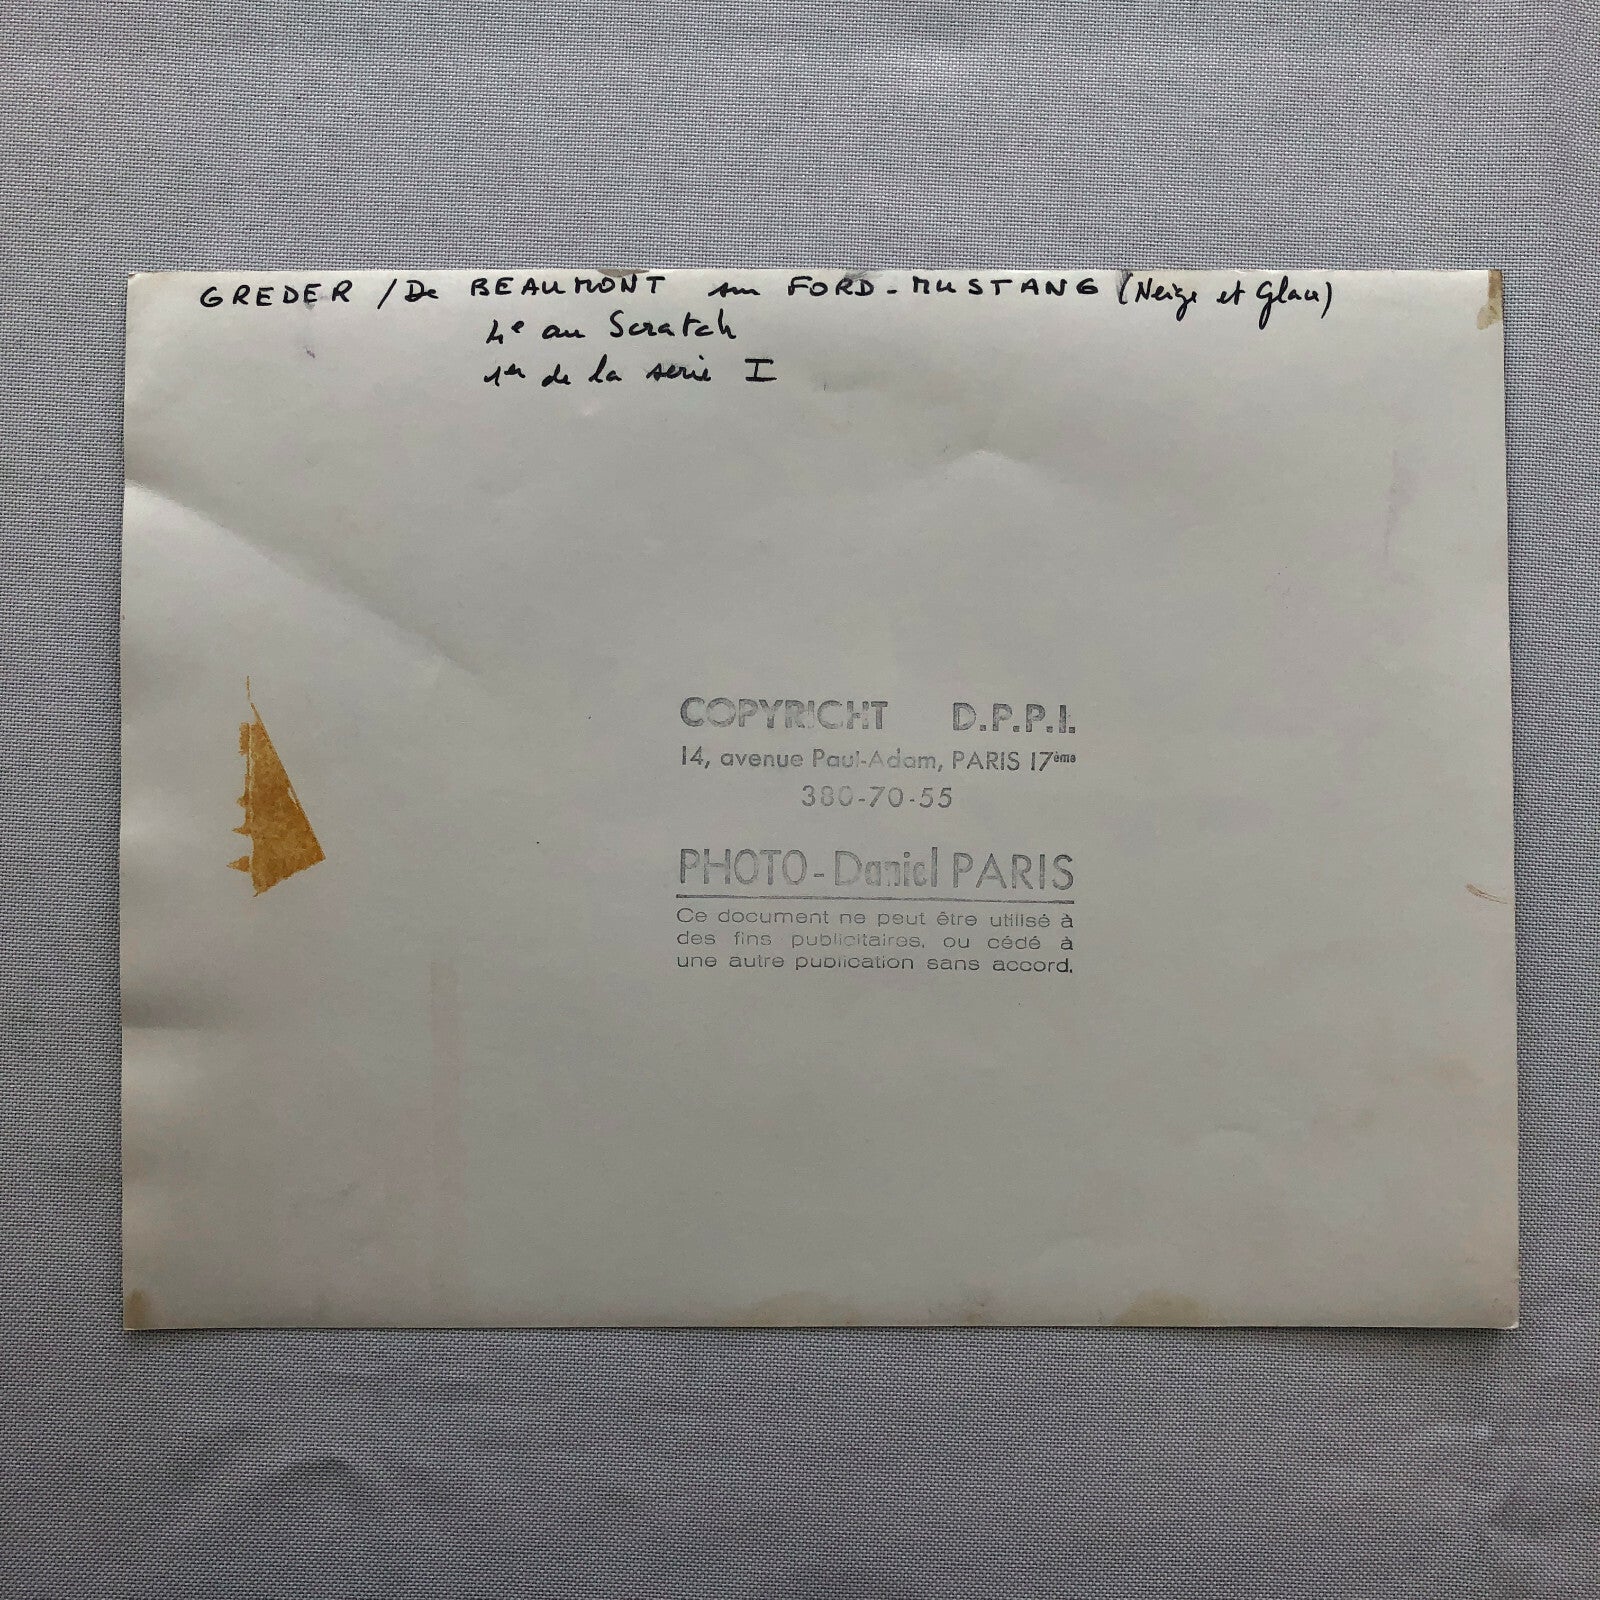 GREDER / De BEAUMONT sur FORD-MUSTANG (Neige et Glace)
4e au Scratch
1er de la serie I
COPYRIGHT D.P.P.I.
14, avenue Paul-Adam, PARIS 17ème
380-70-55
PHOTO - Daniel PARIS
Ce document ne peut être utilisé à
des fins publicitaires, ou cédé à
une autre publication sans accord.